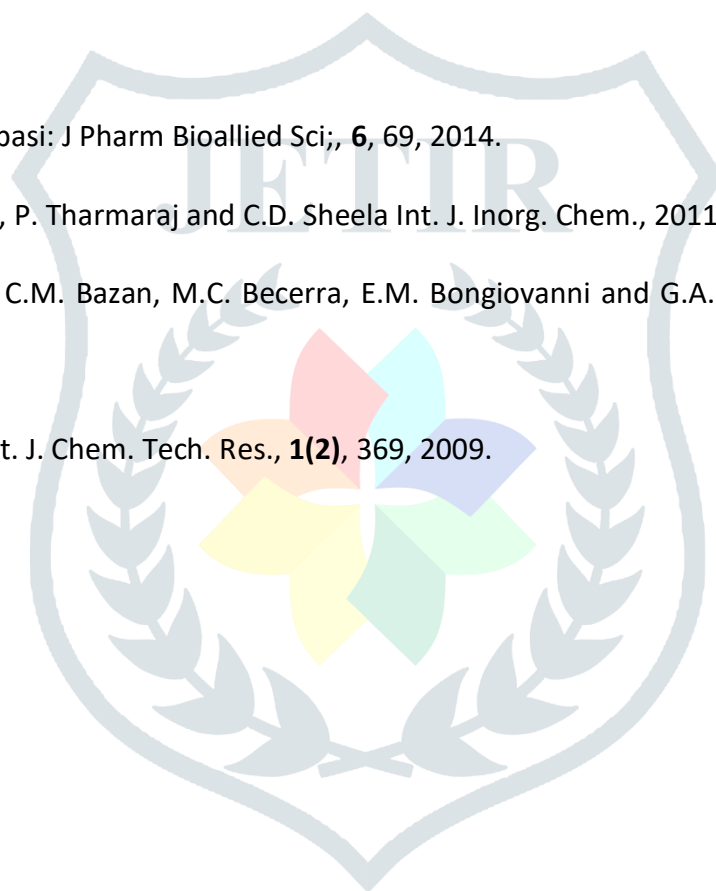 basi: J Pharm Bioallied Sci;, 6, 69, 2014.
JETIR
, P. Tharmaraj and C.D. Sheela Int. J. Inorg. Chem., 2011
C.M. Bazan, M.C. Becerra, E.M. Bongiovanni and G.A.
t. J. Chem. Tech. Res., 1(2), 369, 2009.